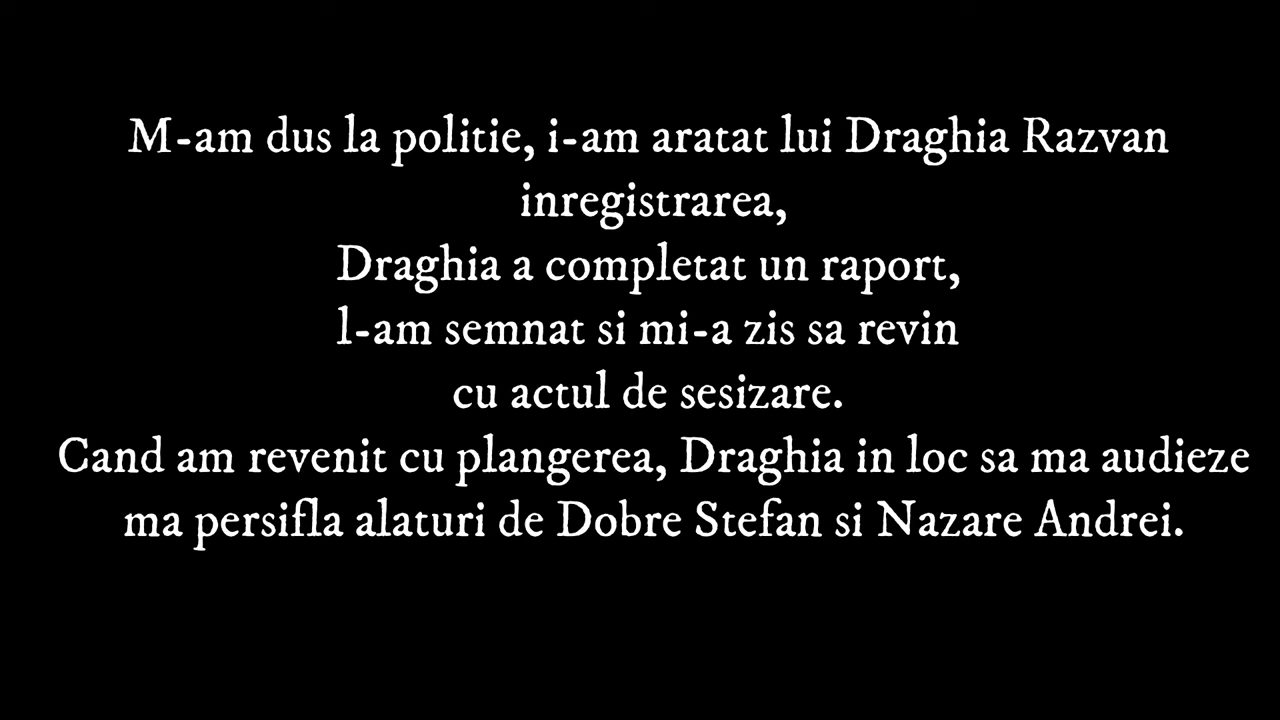 M-am dus la politie, i-am aratat lui Draghia Razvan
inregistrarea,
Draghia a completat un raport,
l-am semnat si mi-a zis sa revin
cu actul de sesizare.
Cand am revenit cu plangerea, Draghia in loc sa ma audieze
ma persifla alaturi de Dobre Stefan si Nazare Andrei.